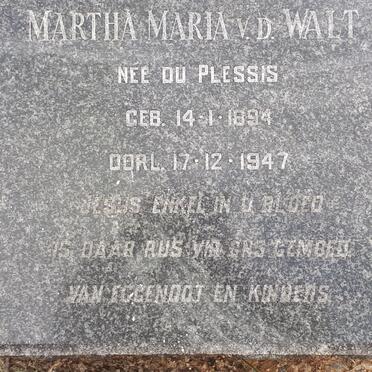 MARTHA MARIA V.D. WALT
NEE DU PLESSIS
GEB. 14-1-1894
OORL. 17-12-1947
JESUS ENKEL IN U BLOED
IS DAAR RUS VIR ONS GEMOED.
VAN EGGENOOT EN KINDERS.